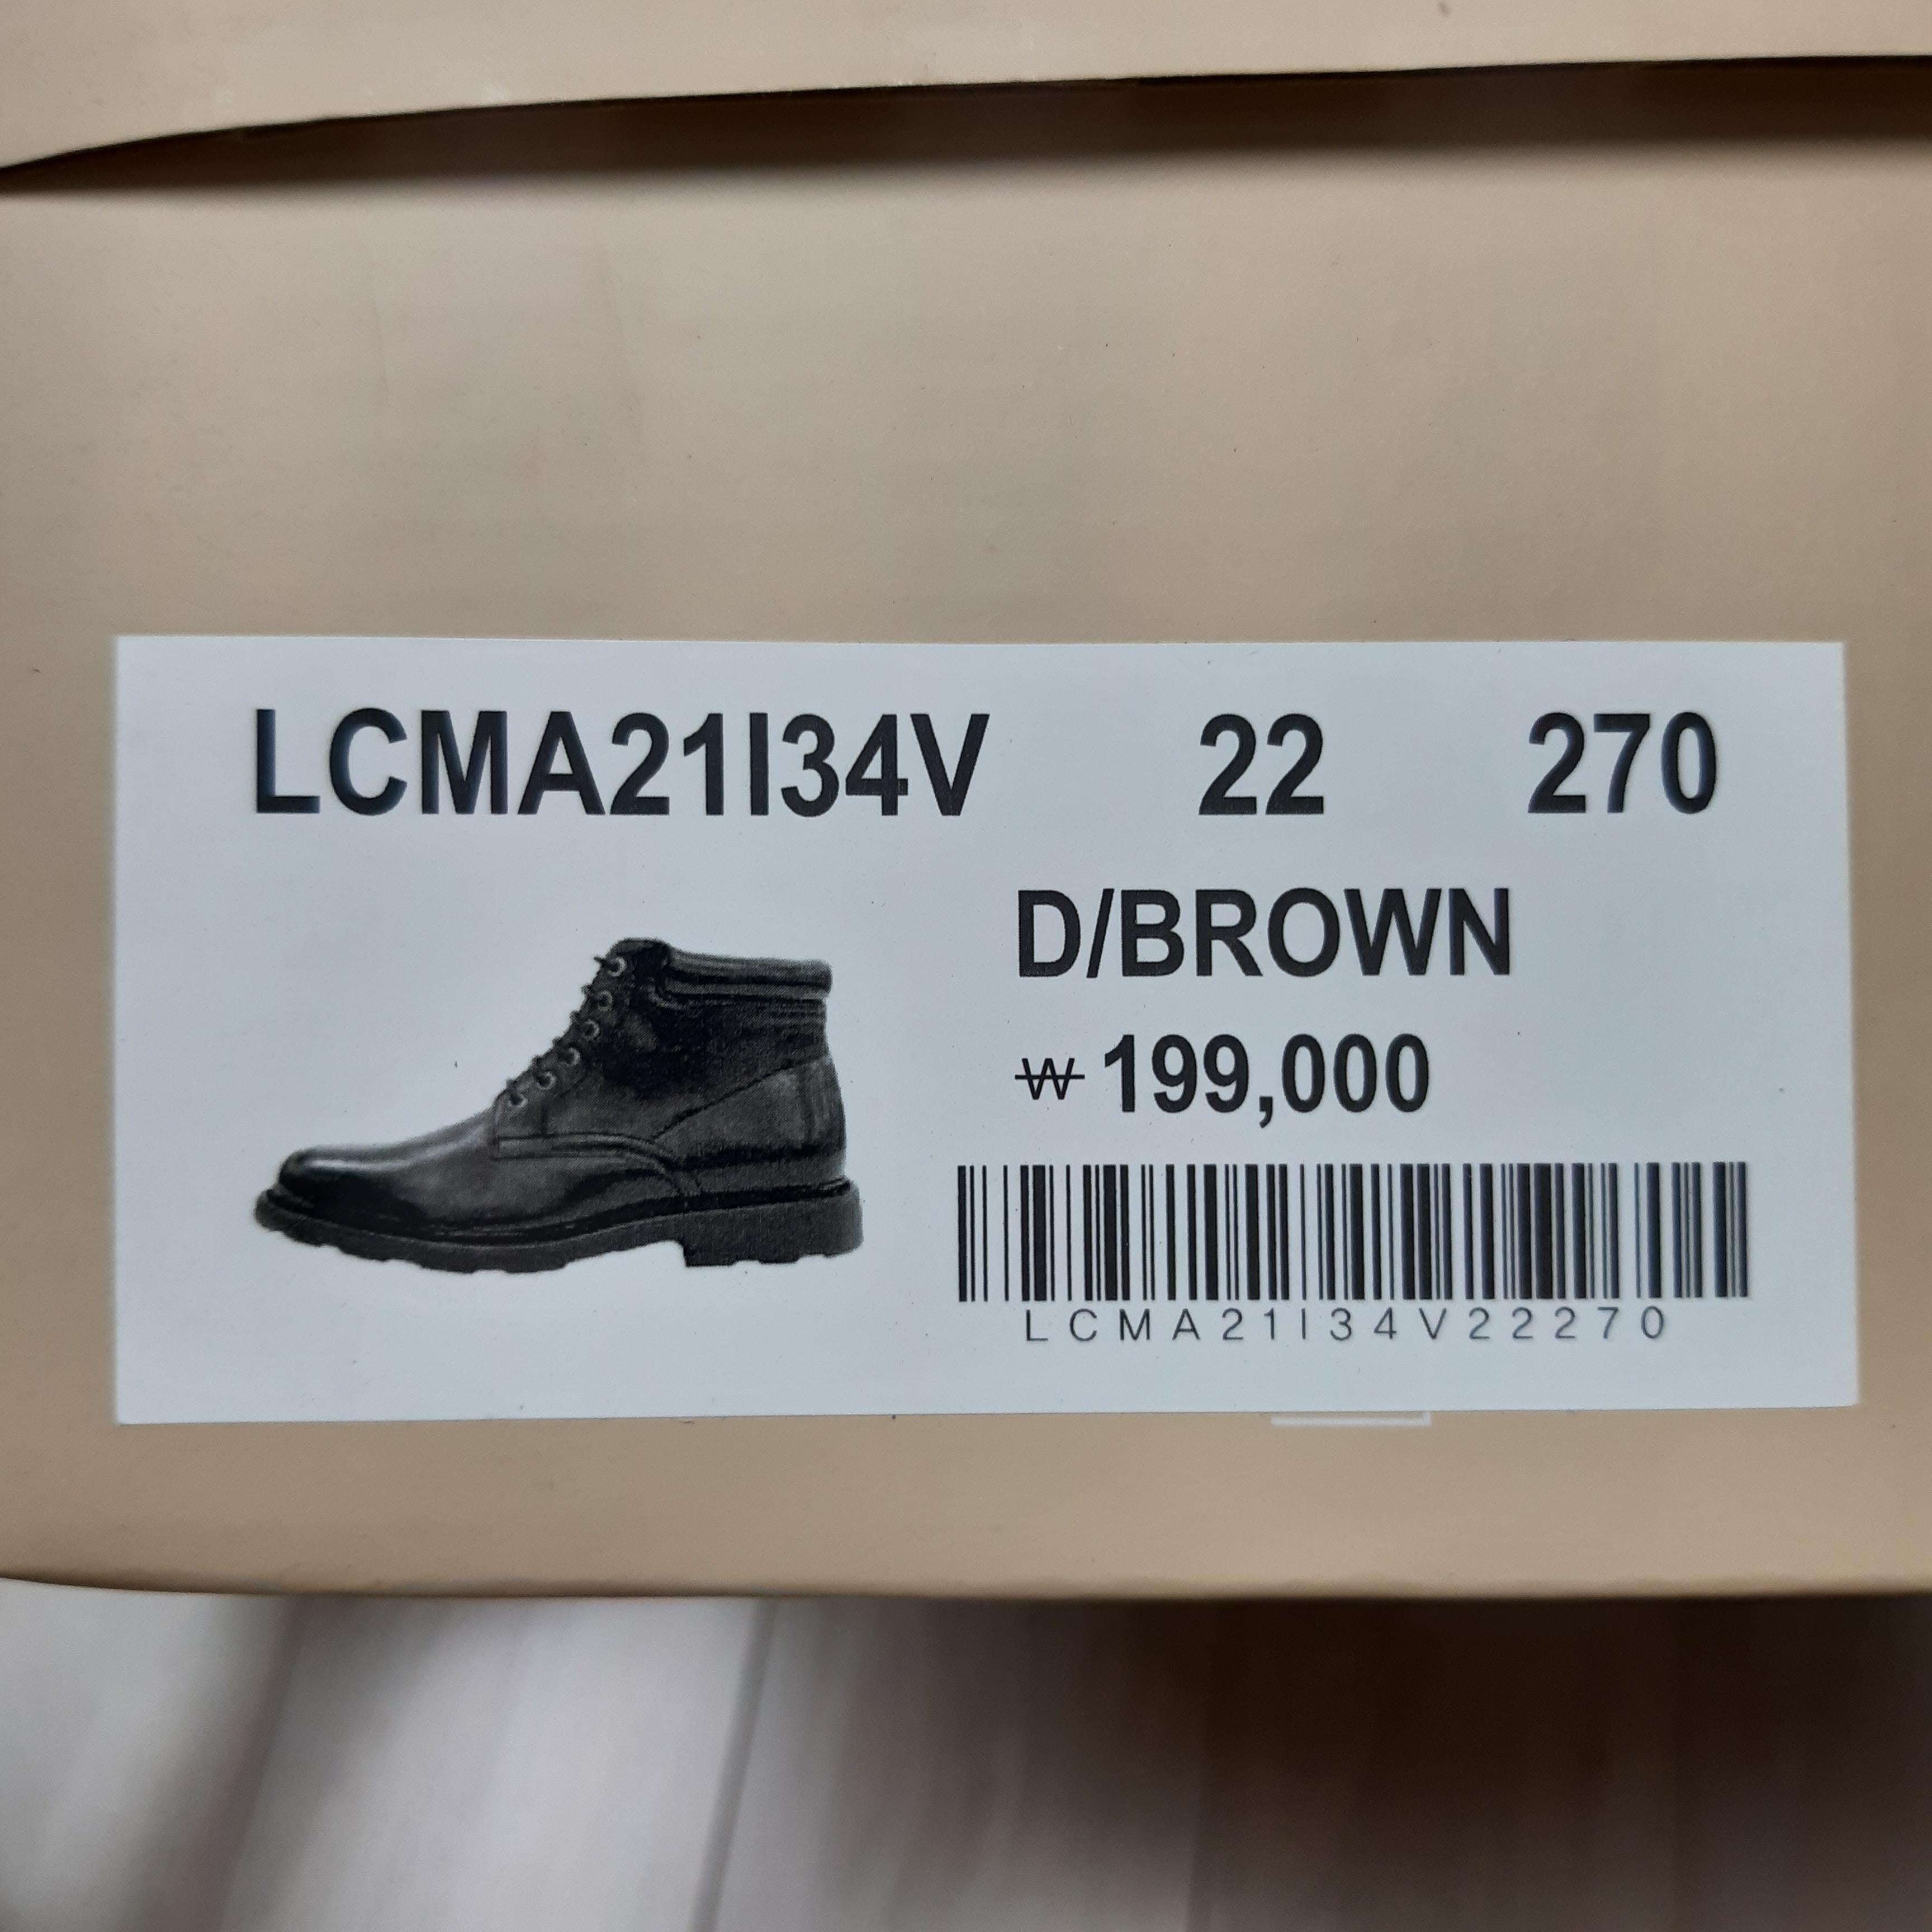 LCMA21I34V 22 270
D/BROWN
₩ 199,000
LCMA21I34V22270